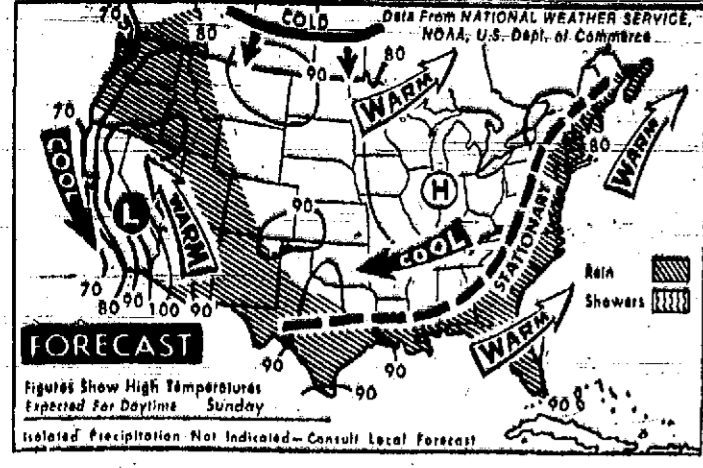 Data From NATIONAL WEATHER SERVICE,
NOAA, U.S. Dept. of Commerce
COLD
70
80
90
80
WARM
70
COOL
80
WARM
L
WARM
H
90
COOL
STATIONARY
70
80
90
100
90
Rain
Showers
WARM
90
90
90
90
FORECAST
Figures Show High Temperatures
Expected For Daytime Sunday
Isolated Precipitation Not Indicated—Consult Local Forecast